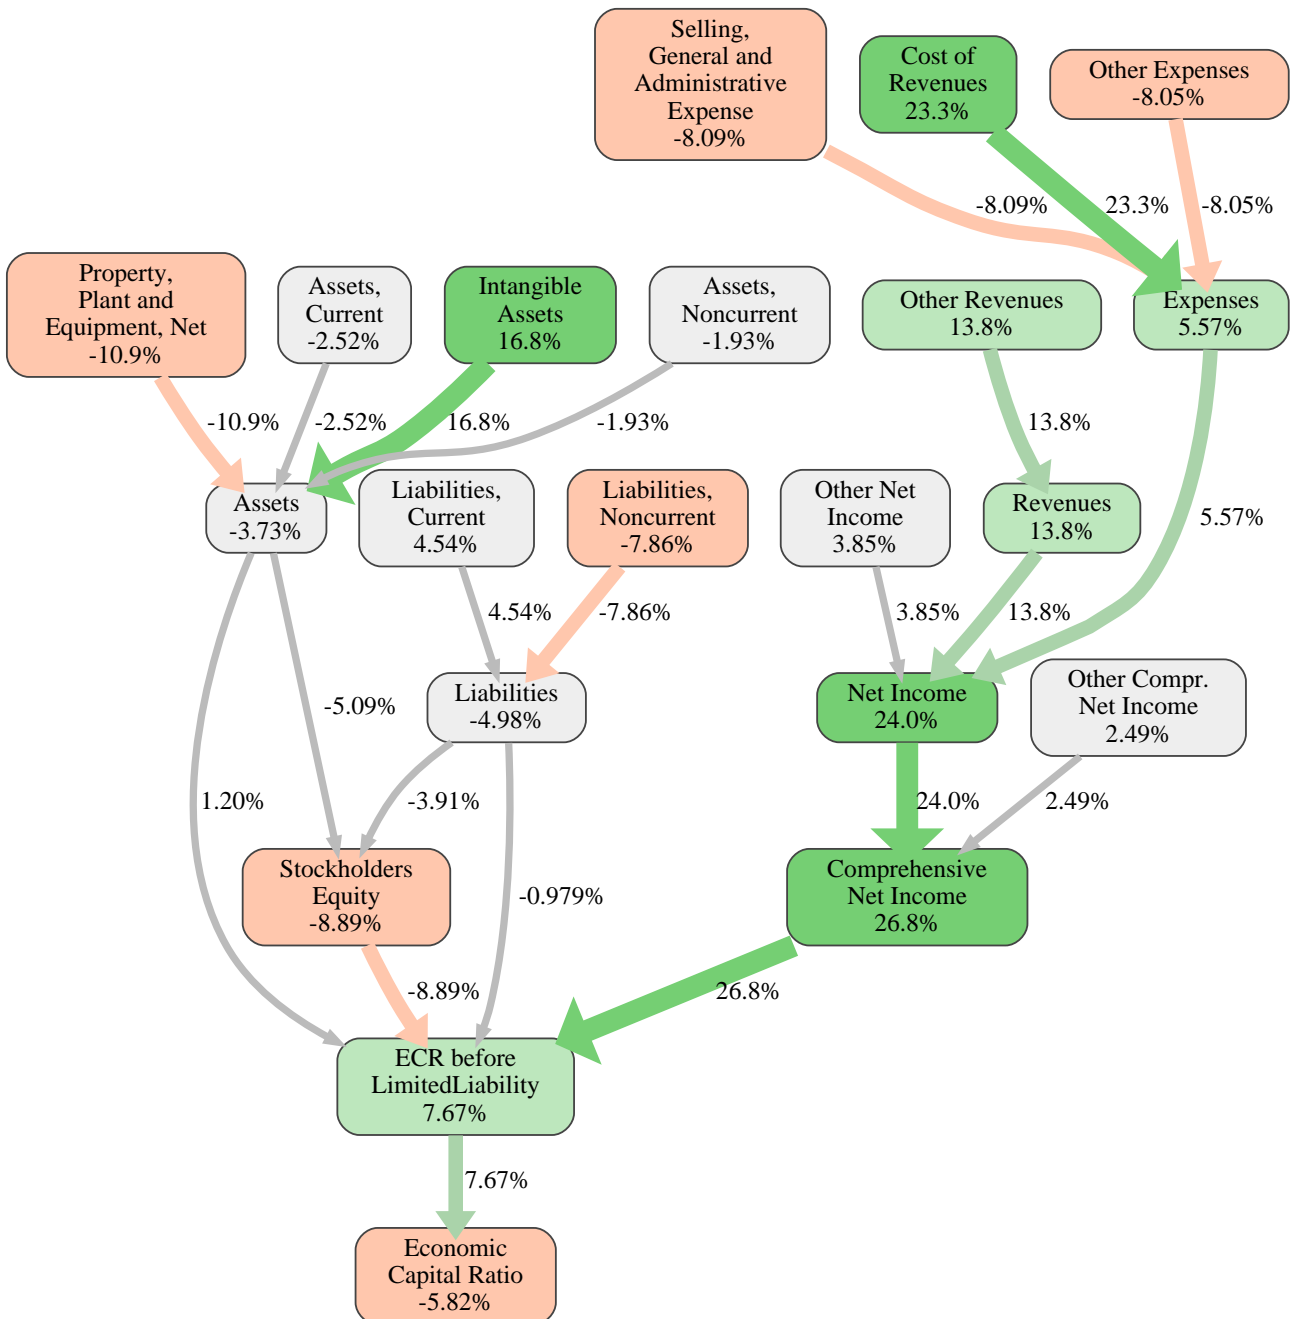 Selling,
General and
Administrative
Expense
-8.09%
Cost of
Revenues
23.3%
Other Expenses
-8.05%
-8.09%
23.3%
-8.05%
Property,
Plant and
Equipment, Net
-10.9%
Assets,
Current
-2.52%
Intangible
Assets
16.8%
Assets,
Noncurrent
-1.93%
Other Revenues
13.8%
Expenses
5.57%
-10.9%
-2.52%
16.8%
-1.93%
13.8%
5.57%
Assets
-3.73%
Liabilities,
Current
4.54%
Liabilities,
Noncurrent
-7.86%
Other Net
Income
3.85%
Revenues
13.8%
4.54%
-7.86%
3.85%
13.8%
-5.09%
Liabilities
-4.98%
Net Income
24.0%
Other Compr.
Net Income
2.49%
1.20%
-3.91%
24.0%
2.49%
Stockholders
Equity
-8.89%
-0.979%
Comprehensive
Net Income
26.8%
-8.89%
26.8%
ECR before
LimitedLiability
7.67%
7.67%
Economic
Capital Ratio
-5.82%